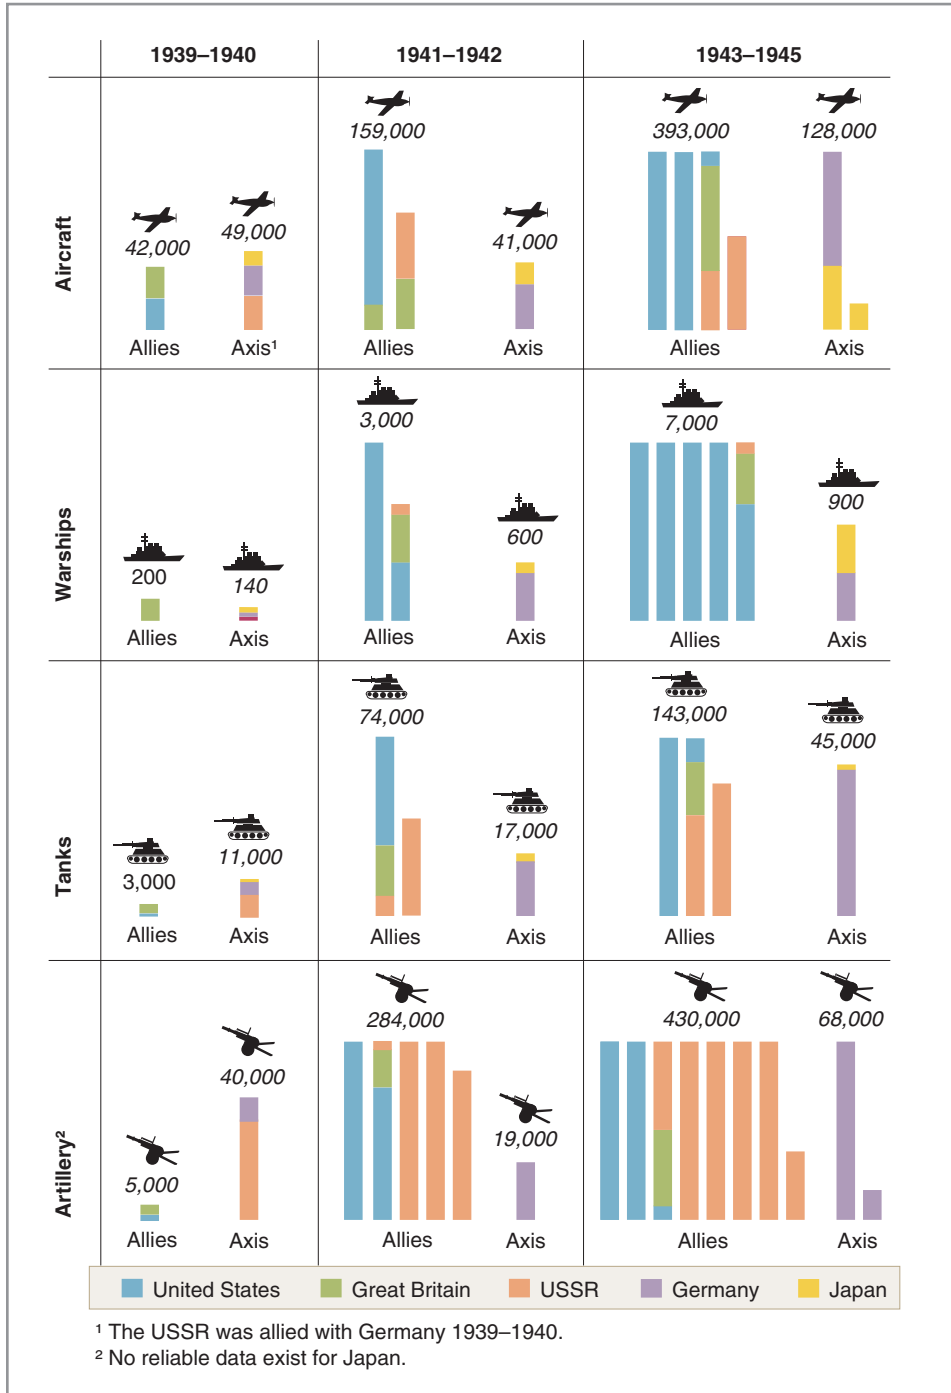 1939–1940 1941–1942 1943–1945
Aircraft
42,000 49,000 159,000 41,000 393,000 128,000
Allies Axis¹ Allies Axis Allies Axis
Warships
200 140 3,000 600 7,000 900
Allies Axis Allies Axis Allies Axis
Tanks
3,000 11,000 74,000 17,000 143,000 45,000
Allies Axis Allies Axis Allies Axis
Artillery²
5,000 40,000 284,000 19,000 430,000 68,000
Allies Axis Allies Axis Allies Axis
United States Great Britain USSR Germany Japan
¹ The USSR was allied with Germany 1939–1940.
² No reliable data exist for Japan.